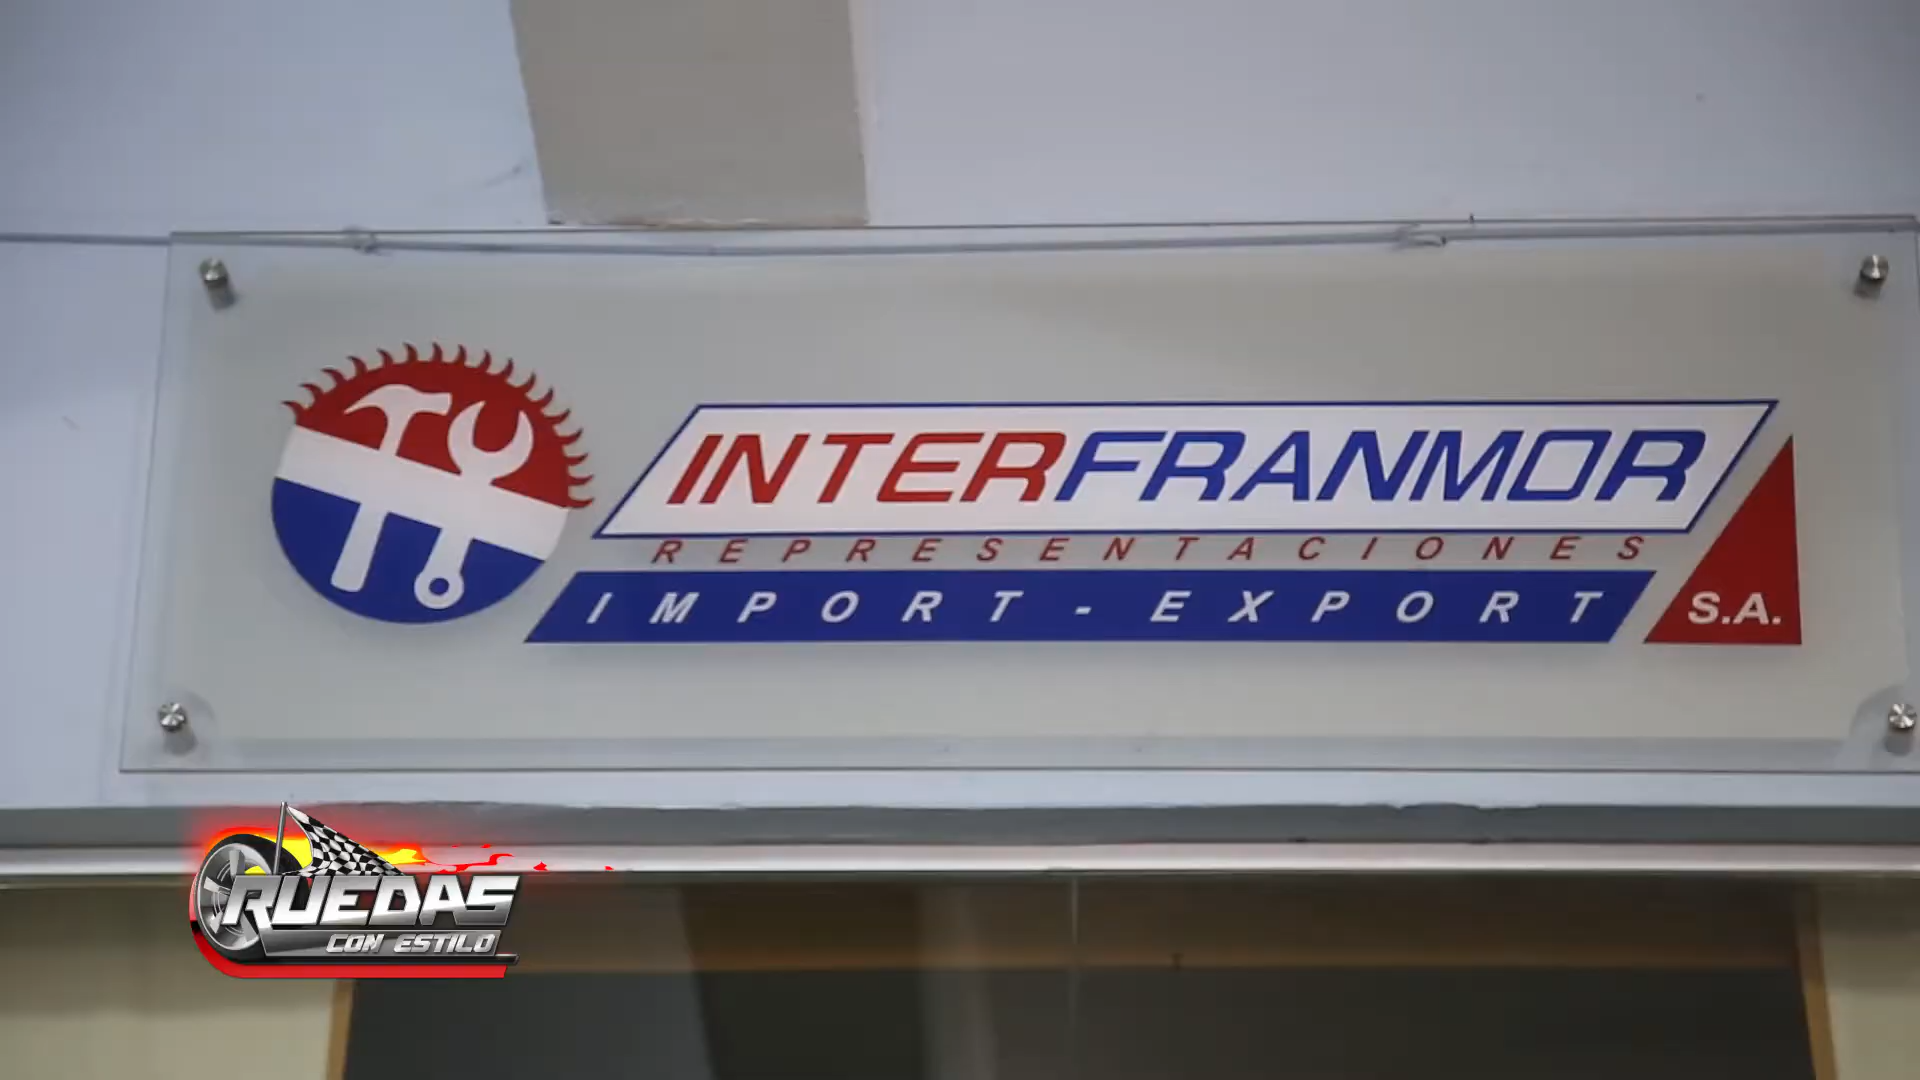 INTERFRANMOR
REPRESENTACIONES
IMPORT - EXPORT
S.A.
RUEDAS
CON ESTILO